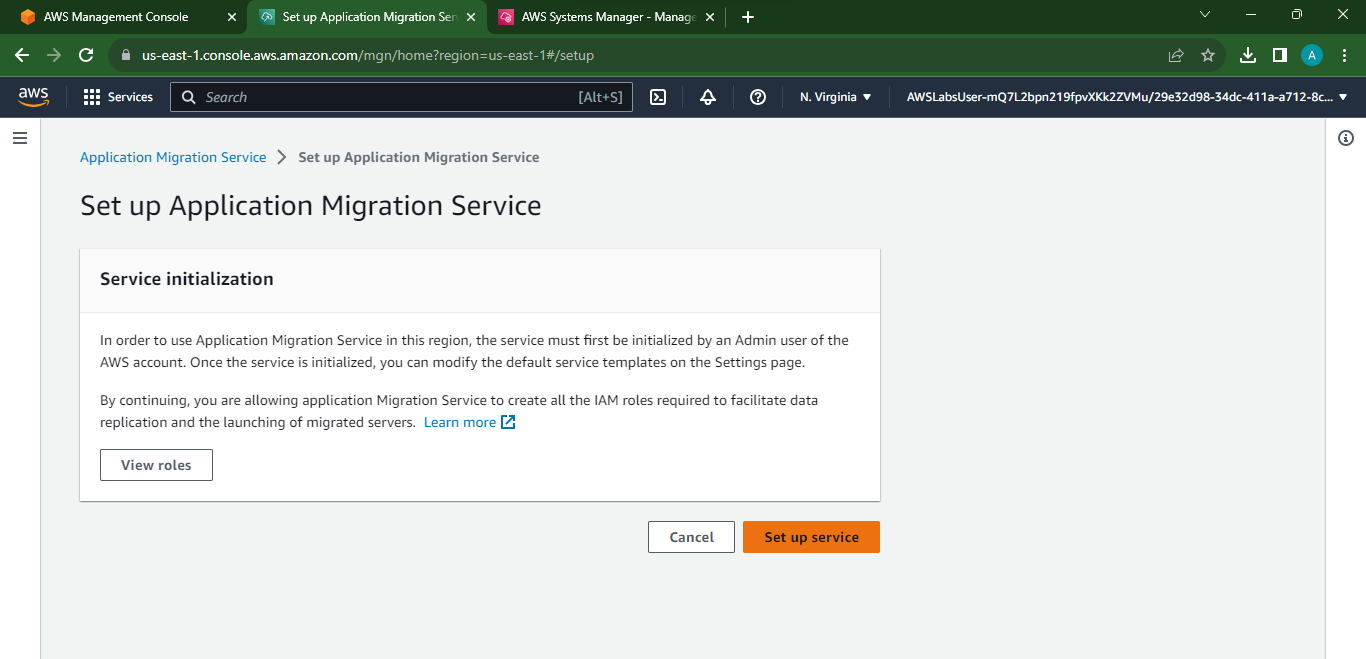 AWS Management Console
Set up Application Migration Ser
AWS Systems Manager - Manage
us-east-1.console.aws.amazon.com/mgn/home?region=us-east-1#/setup
A
aws
Services
Search
[Alt+S]
N. Virginia
AWSLabsUser-mQ7L2bpn219fpvXKk2ZVMu/29e32d98-34dc-411a-a712-8c...
Application Migration Service
Set up Application Migration Service
Set up Application Migration Service
Service initialization
In order to use Application Migration Service in this region, the service must first be initialized by an Admin user of the
AWS account. Once the service is initialized, you can modify the default service templates on the Settings page.
By continuing, you are allowing application Migration Service to create all the IAM roles required to facilitate data
replication and the launching of migrated servers. Learn more
View roles
Cancel
Set up service